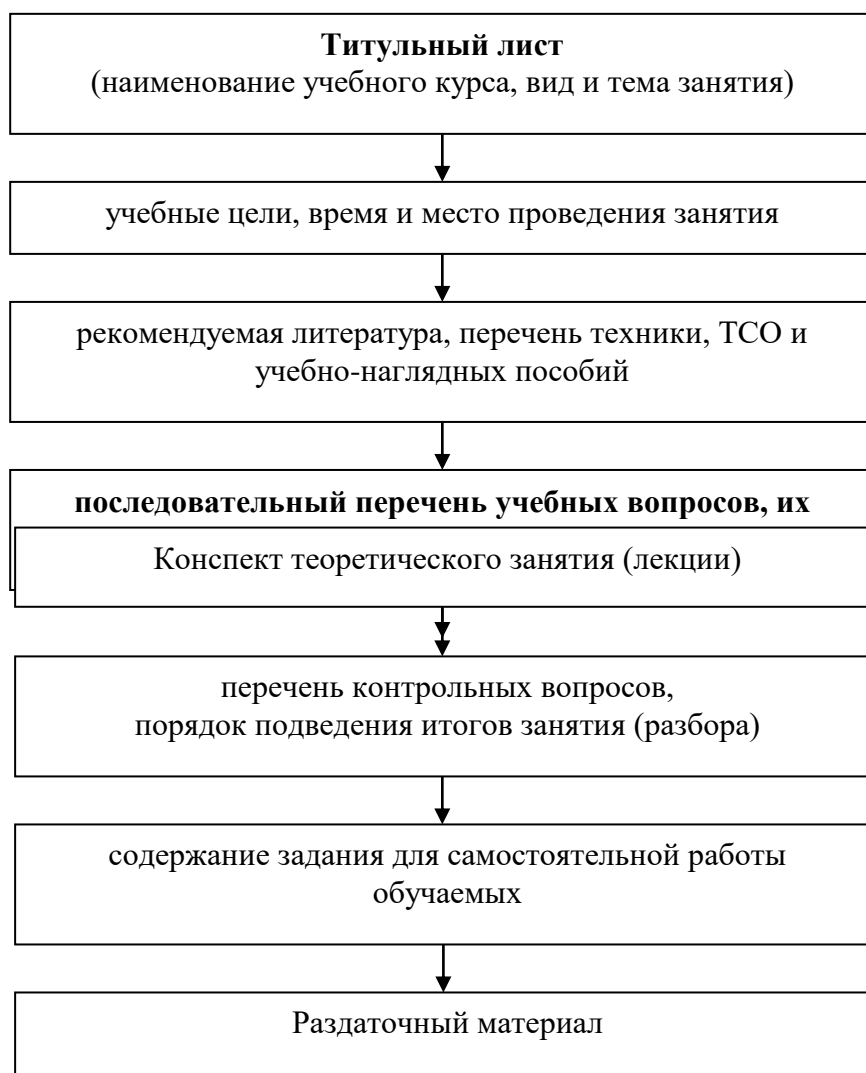 Титульный лист
(наименование учебного курса, вид и тема занятия)
учебные цели, время и место проведения занятия
рекомендуемая литература, перечень техники, ТСО и
учебно-наглядных пособий
последовательный перечень учебных вопросов, их
Конспект теоретического занятия (лекции)
перечень контрольных вопросов,
порядок подведения итогов занятия (разбора)
содержание задания для самостоятельной работы
обучаемых
Раздаточный материал